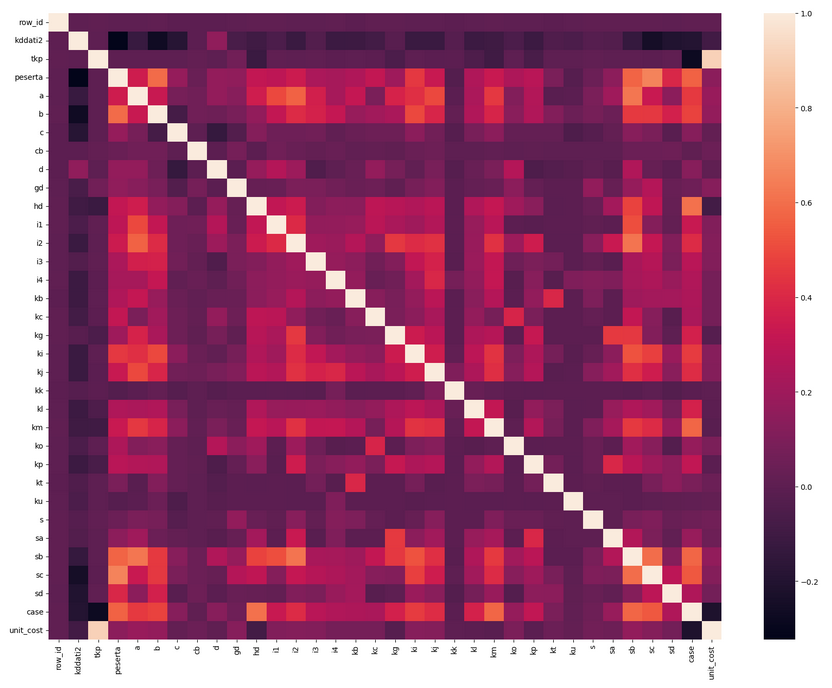 row_id
kddati2
tkp
peserta
a
b
c
cb
d
gd
hd
i1
i2
i3
i4
kb
kc
kg
ki
kj
kk
kl
km
ko
kp
kt
ku
s
sa
sb
sc
sd
case
unit_cost
row_id kddati2 tkp peserta a b c cb d gd hd i1 i2 i3 i4 kb kc kg ki kj kk kl km ko kp kt ku s sa sb sc sd case unit_cost
1.0
0.8
0.6
0.4
0.2
0.0
−0.2